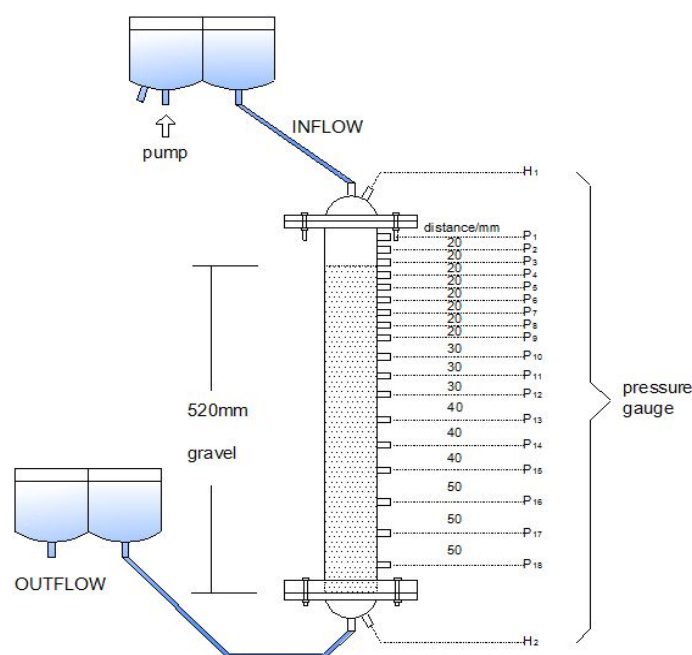 INFLOW
pump
H₁
distance/mm
P₁
20
P₂
20
P₃
20
P₄
20
P₅
20
P₆
20
P₇
20
P₈
20
P₉
30
P₁₀
30
P₁₁
30
P₁₂
40
P₁₃
40
P₁₄
40
P₁₅
50
P₁₆
50
P₁₇
50
P₁₈
H₂
pressure
gauge
520mm
gravel
OUTFLOW